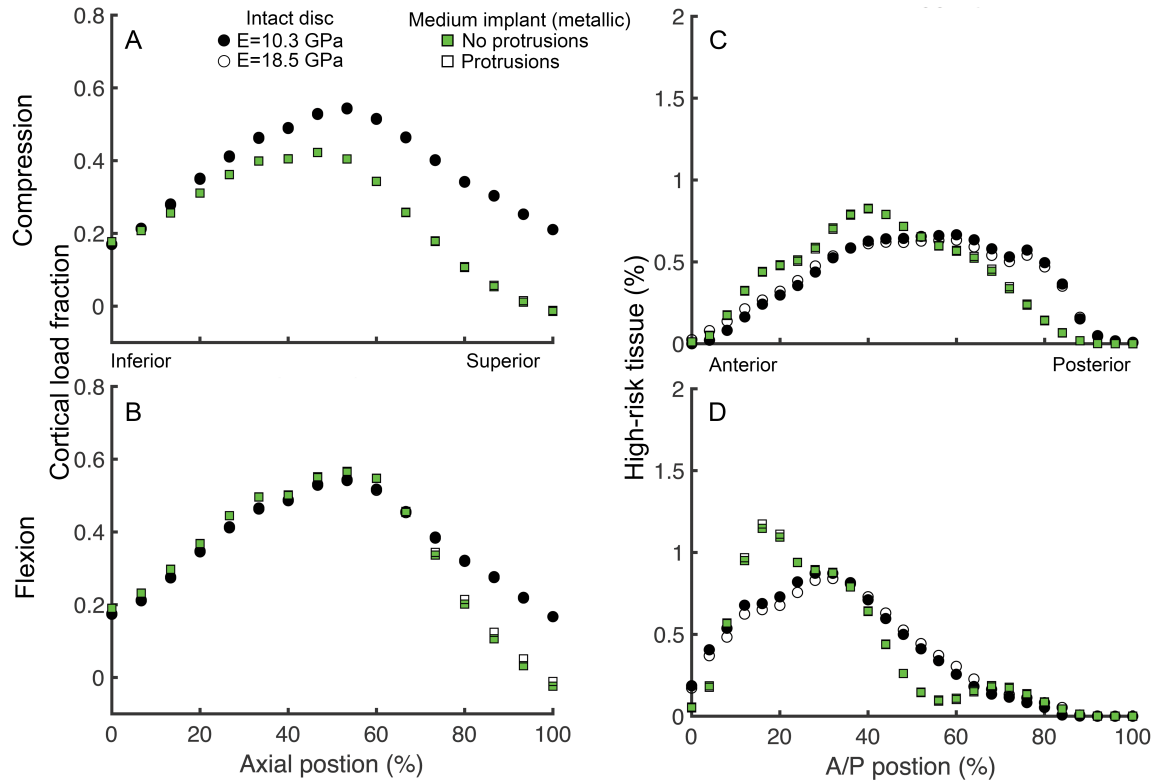 Intact disc
E=10.3 GPa
E=18.5 GPa
Medium implant (metallic)
No protrusions
Protrusions
A
0.8
0.6
0.4
0.2
0
Compression
Inferior
Superior
Cortical load fraction
B
0.8
0.6
0.4
0.2
0
Flexion
0
20
40
60
80
100
Axial postion (%)
C
2
1.5
1
0.5
0
Anterior
Posterior
High-risk tissue (%)
D
2
1.5
1
0.5
0
0
20
40
60
80
100
A/P postion (%)